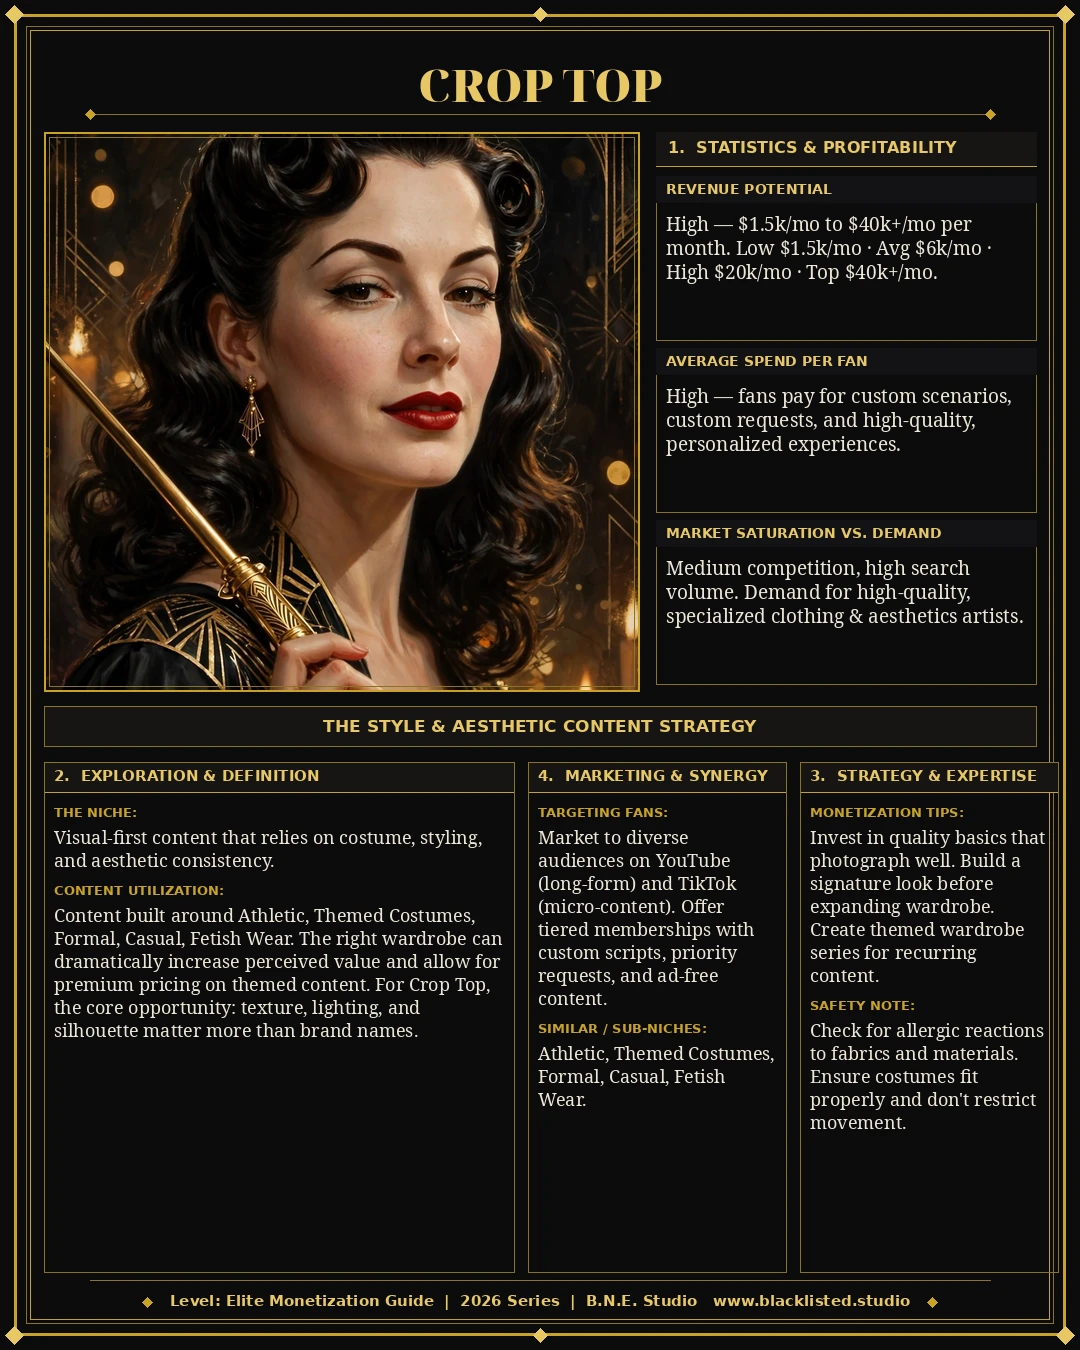 CROP TOP
1. STATISTICS & PROFITABILITY
REVENUE POTENTIAL
High — $1.5k/mo to $40k+/mo per
month. Low $1.5k/mo · Avg $6k/mo ·
High $20k/mo · Top $40k+/mo.
AVERAGE SPEND PER FAN
High — fans pay for custom scenarios,
custom requests, and high-quality,
personalized experiences.
MARKET SATURATION VS. DEMAND
Medium competition, high search
volume. Demand for high-quality,
specialized clothing & aesthetics artists.
THE STYLE & AESTHETIC CONTENT STRATEGY
2. EXPLORATION & DEFINITION
THE NICHE:
Visual-first content that relies on costume, styling,
and aesthetic consistency.
CONTENT UTILIZATION:
Content built around Athletic, Themed Costumes,
Formal, Casual, Fetish Wear. The right wardrobe can
dramatically increase perceived value and allow for
premium pricing on themed content. For Crop Top,
the core opportunity: texture, lighting, and
silhouette matter more than brand names.
4. MARKETING & SYNERGY
TARGETING FANS:
Market to diverse
audiences on YouTube
(long-form) and TikTok
(micro-content). Offer
tiered memberships with
custom scripts, priority
requests, and ad-free
content.
SIMILAR / SUB-NICHES:
Athletic, Themed Costumes,
Formal, Casual, Fetish
Wear.
3. STRATEGY & EXPERTISE
MONETIZATION TIPS:
Invest in quality basics that
photograph well. Build a
signature look before
expanding wardrobe.
Create themed wardrobe
series for recurring
content.
SAFETY NOTE:
Check for allergic reactions
to fabrics and materials.
Ensure costumes fit
properly and don't restrict
movement.
Level: Elite Monetization Guide | 2026 Series | B.N.E. Studio www.blacklisted.studio